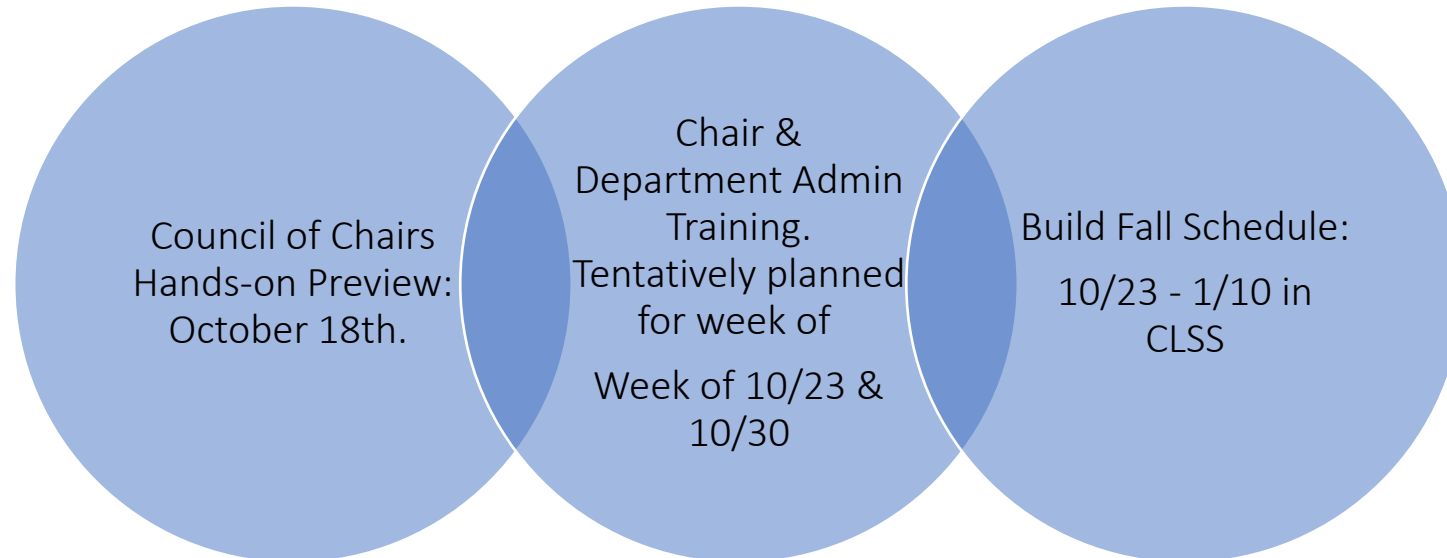 Council of Chairs
Hands-on Preview:
October 18th.
Chair &
Department Admin
Training.
Tentatively planned
for week of
Week of 10/23 &
10/30
Build Fall Schedule:
10/23 - 1/10 in
CLSS